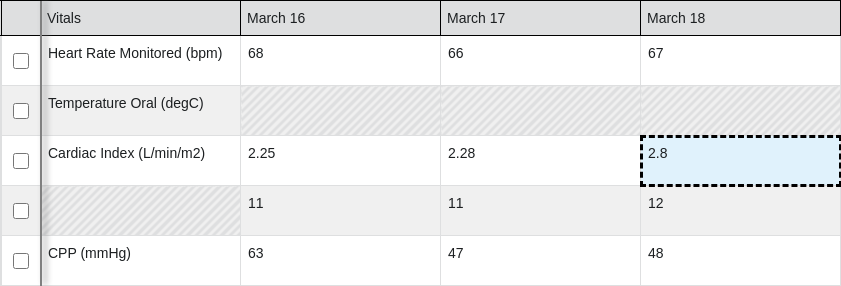 Vitals March 16 March 17 March 18
Heart Rate Monitored (bpm) 68 66 67
Temperature Oral (degC)
Cardiac Index (L/min/m2) 2.25 2.28 2.8
11 11 12
CPP (mmHg) 63 47 48